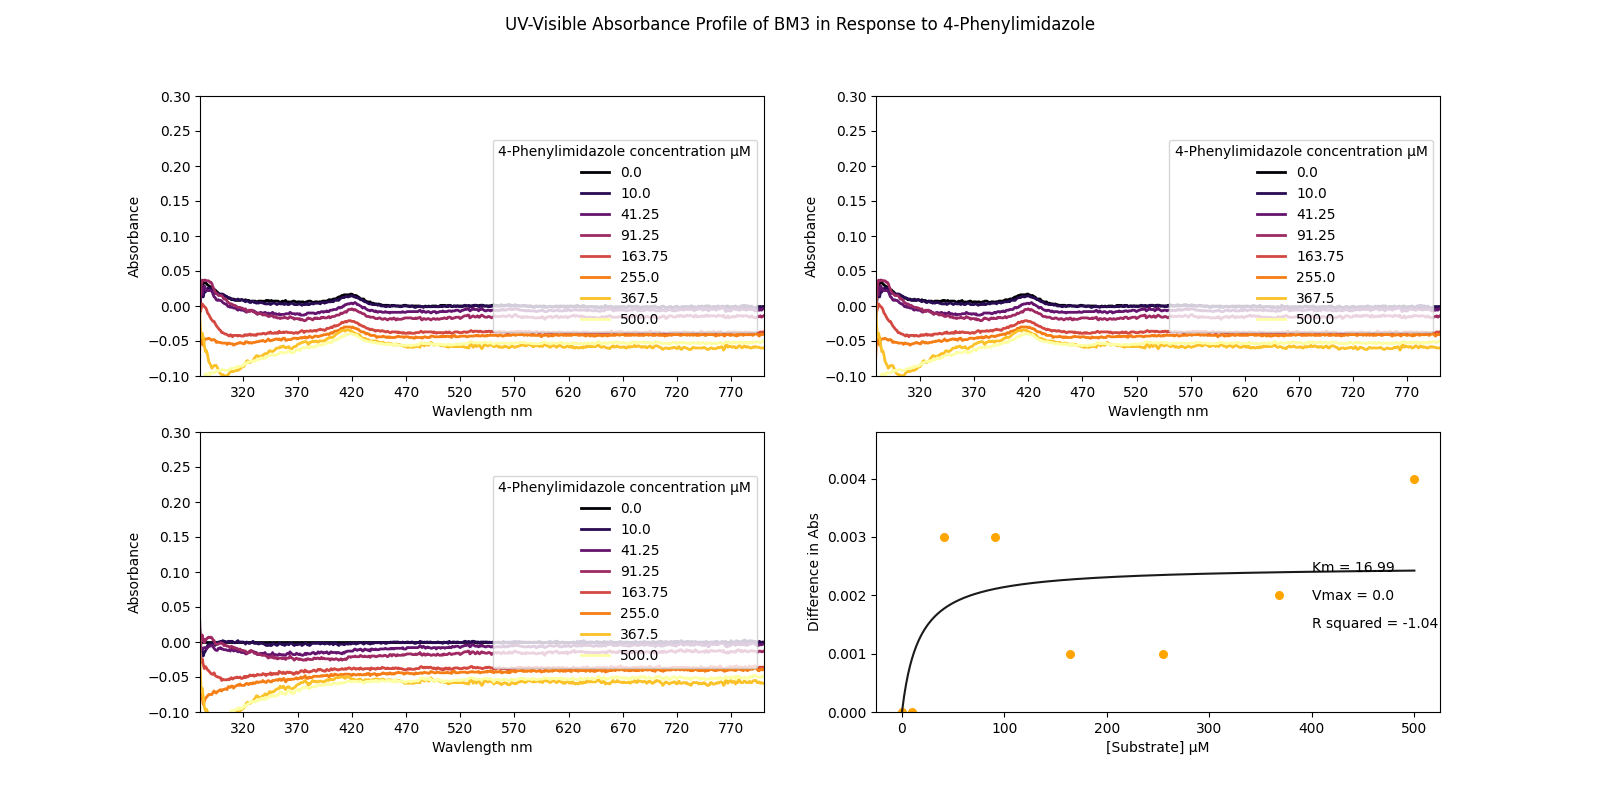 UV-Visible Absorbance Profile of BM3 in Response to 4-Phenylimidazole
0.30
0.25
0.20
0.15
0.10
0.05
0.00
−0.05
−0.10
Absorbance
4-Phenylimidazole concentration μM
0.0
10.0
41.25
91.25
163.75
255.0
367.5
500.0
320 370 420 470 520 570 620 670 720 770
Wavlength nm
0.30
0.25
0.20
0.15
0.10
0.05
0.00
−0.05
−0.10
Absorbance
4-Phenylimidazole concentration μM
0.0
10.0
41.25
91.25
163.75
255.0
367.5
500.0
320 370 420 470 520 570 620 670 720 770
Wavlength nm
0.30
0.25
0.20
0.15
0.10
0.05
0.00
−0.05
−0.10
Absorbance
4-Phenylimidazole concentration μM
0.0
10.0
41.25
91.25
163.75
255.0
367.5
500.0
320 370 420 470 520 570 620 670 720 770
Wavlength nm
0.004
0.003
0.002
0.001
0.000
Difference in Abs
Km = 16.99
Vmax = 0.0
R squared = -1.04
0 100 200 300 400 500
[Substrate] μM